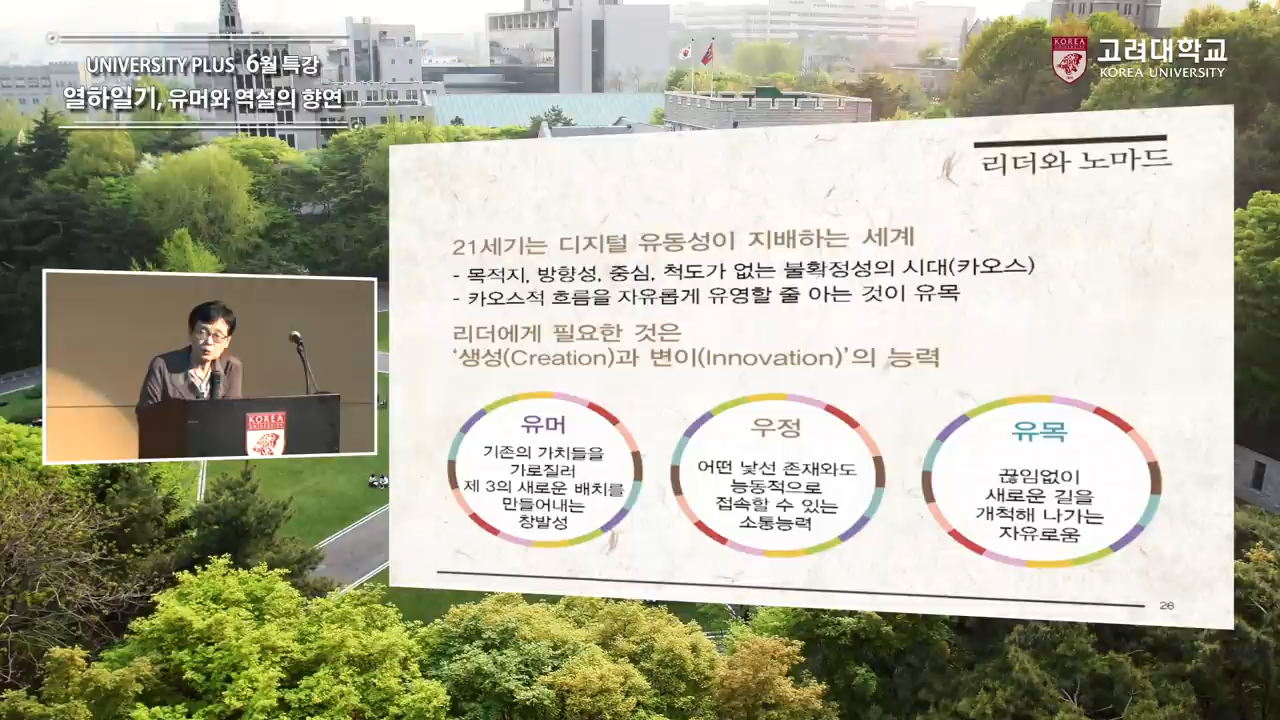 UNIVERSITY PLUS 6월 특강
열하일기, 유머와 역설의 향연
KOREA
고려대학교
KOREA UNIVERSITY
리더와 노마드
21세기는 디지털 유동성이 지배하는 세계
- 목적지, 방향성, 중심, 척도가 없는 불확정성의 시대(카오스)
- 카오스적 흐름을 자유롭게 유영할 줄 아는 것이 유목
리더에게 필요한 것은
‘생성(Creation)과 변이(Innovation)’의 능력
유머
기존의 가치들을
가로질러
제 3의 새로운 배치를
만들어내는
창발성
우정
어떤 낯선 존재와도
능동적으로
접속할 수 있는
소통능력
유목
끊임없이
새로운 길을
개척해 나가는
자유로움
26
KOREA
UNIVERSITY